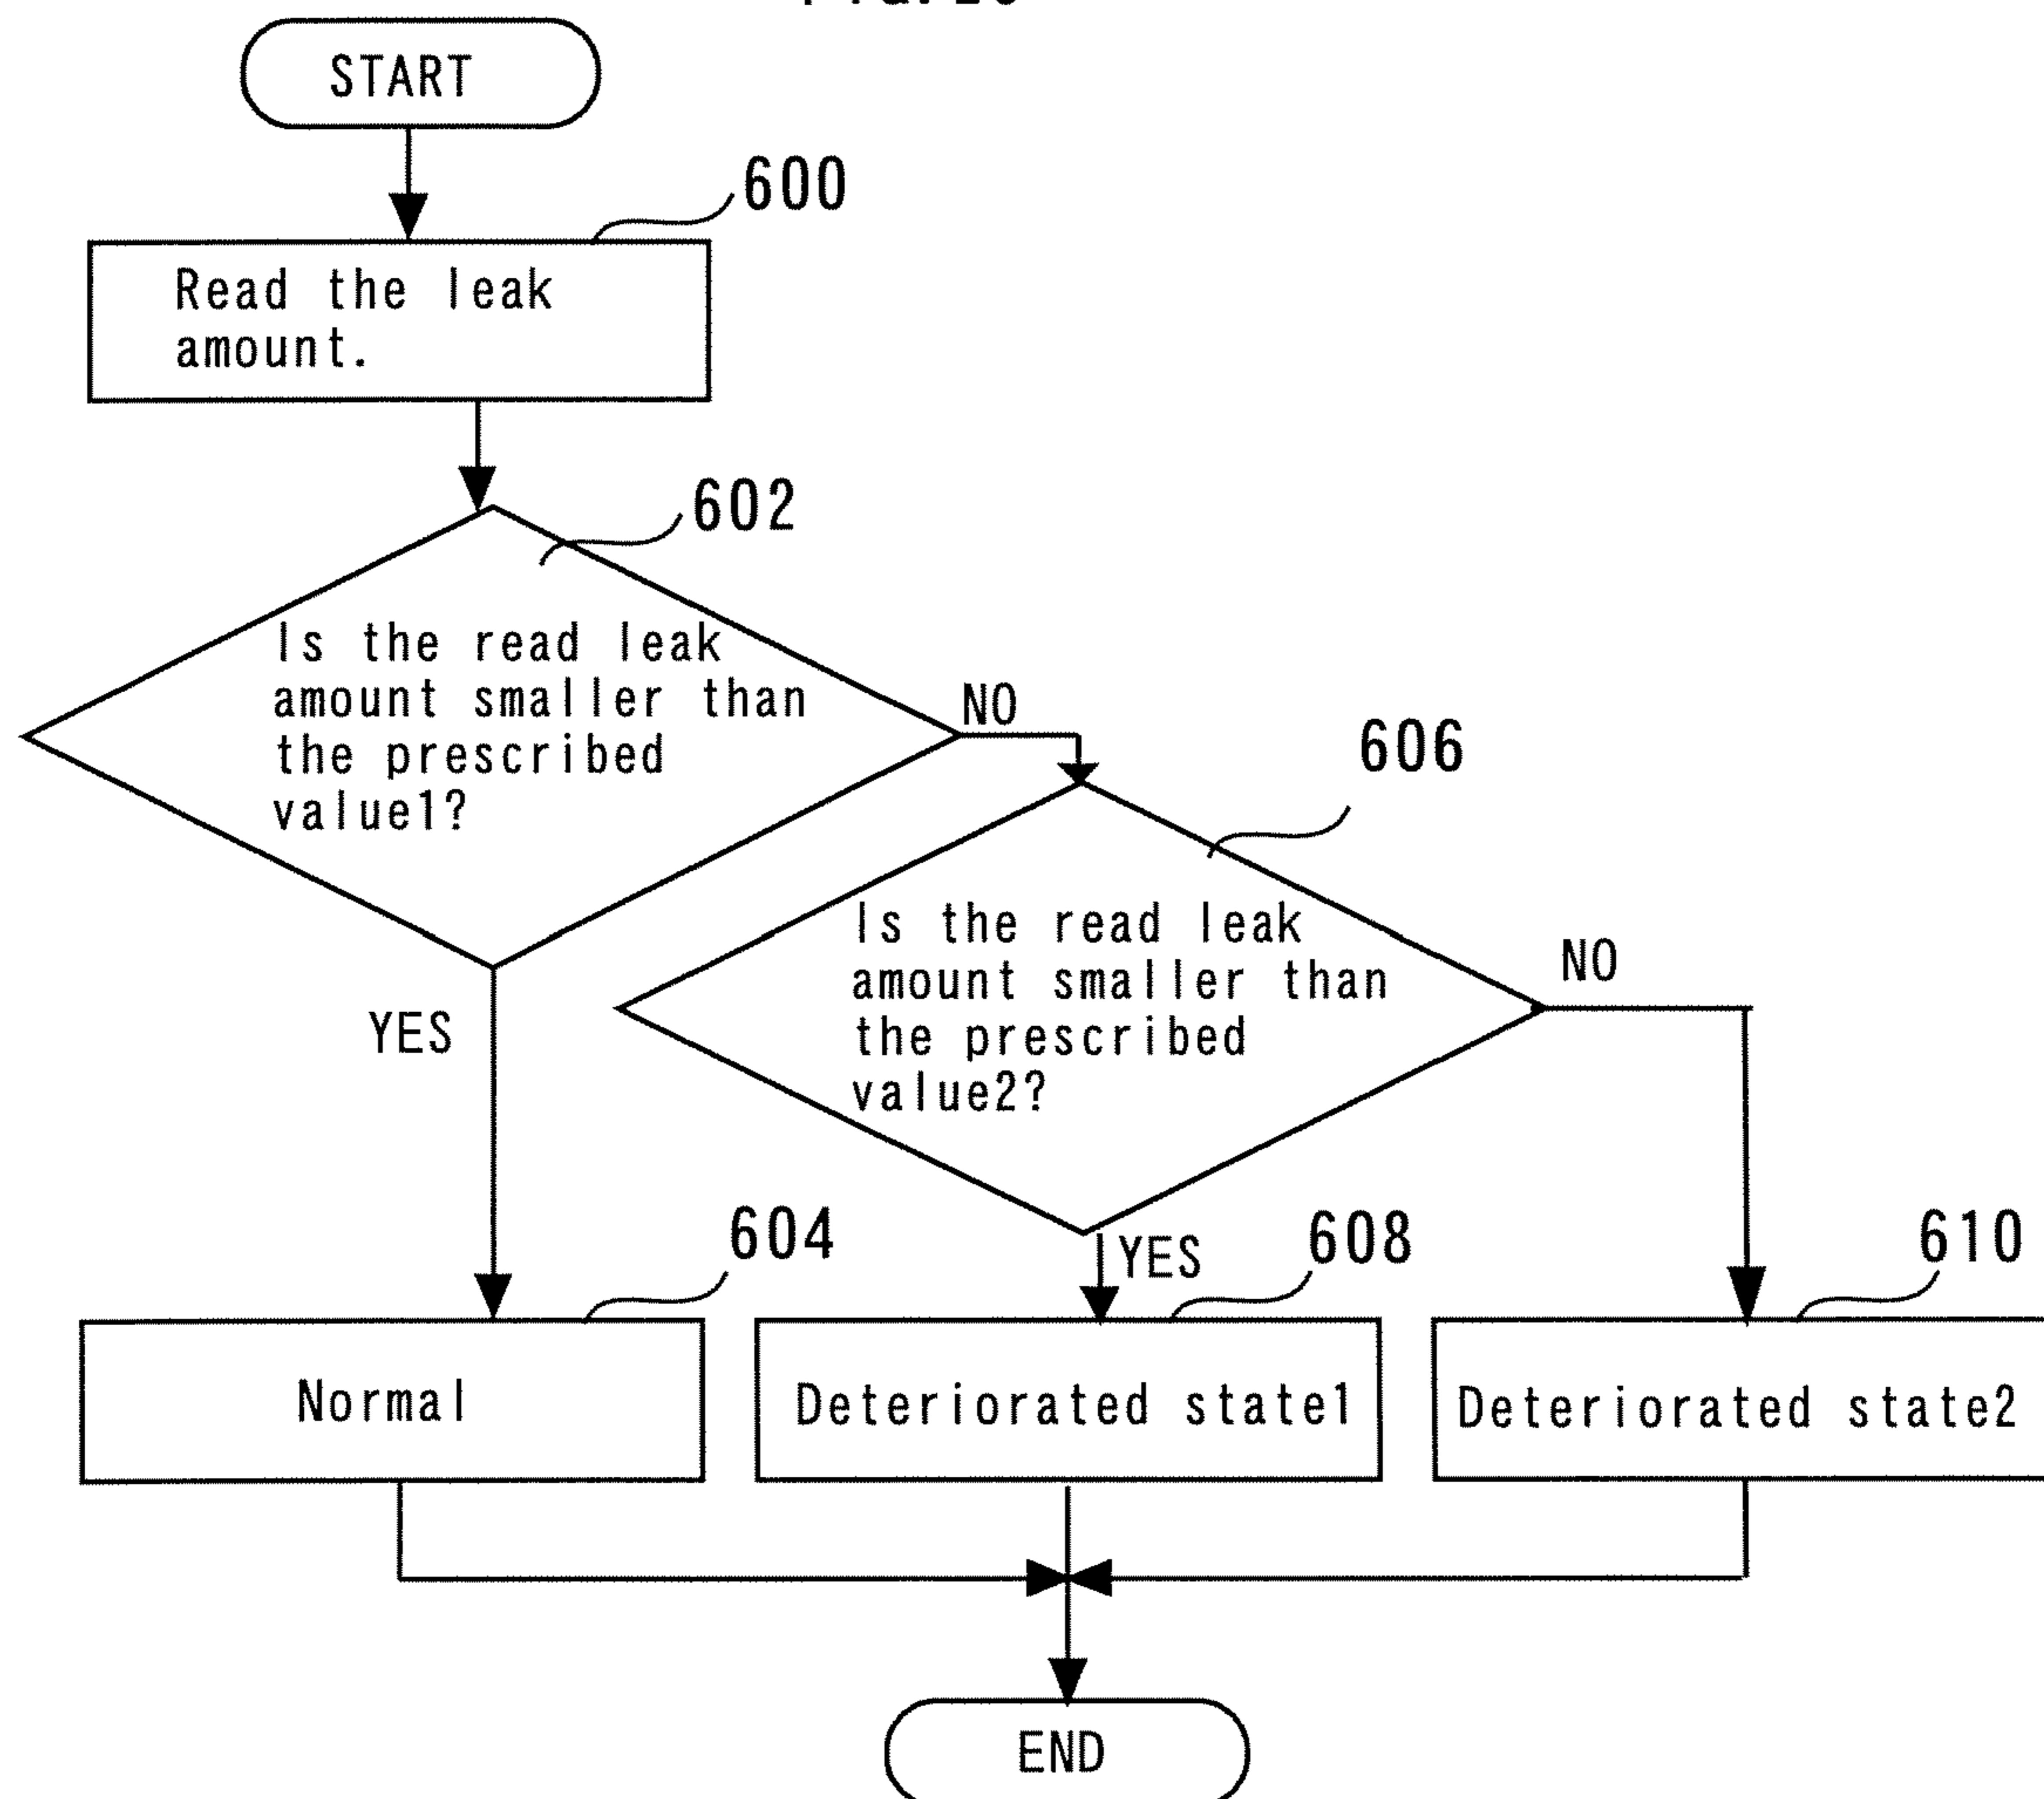 START
600
Read the leak
amount.
602
Is the read leak
amount smaller than
the prescribed
value1?
NO
606
Is the read leak
amount smaller than
the prescribed
value2?
NO
YES
604
YES
608
610
Normal
Deteriorated state1
Deteriorated state2
END